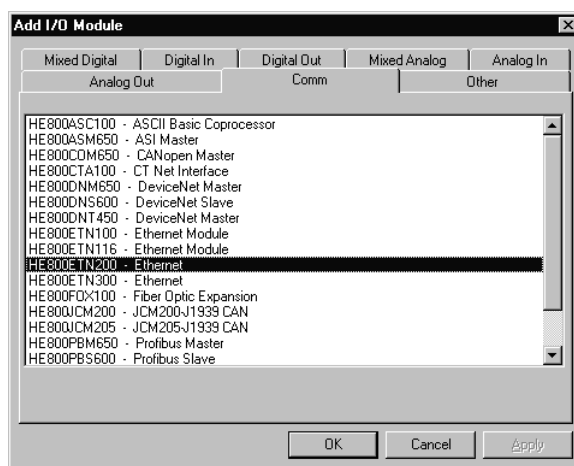 Add I/O Module
Mixed Digital Digital In Digital Out Mixed Analog Analog In
Analog Out Comm Other
HE800ASC100 - ASCII Basic Coprocessor
HE800ASM650 - ASI Master
HE800COM650 - CANopen Master
HE800CTA100 - CT Net Interface
HE800DNM650 - DeviceNet Master
HE800DNS600 - DeviceNet Slave
HE800DNT450 - DeviceNet Master
HE800ETN100 - Ethernet Module
HE800ETN116 - Ethernet Module
HE800ETN200 - Ethernet
HE800ETN300 - Ethernet
HE800FOX100 - Fiber Optic Expansion
HE800JCM200 - JCM200-J1939 CAN
HE800JCM205 - JCM205-J1939 CAN
HE800PBM650 - Profibus Master
HE800PBS600 - Profibus Slave
OK Cancel Apply